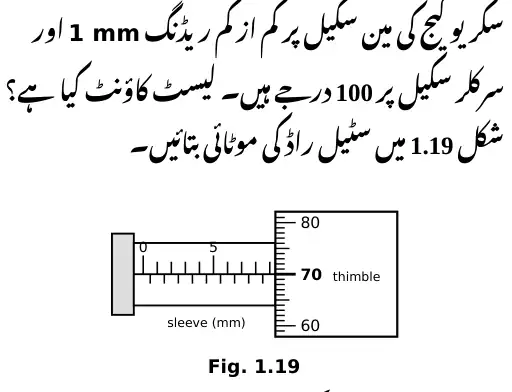 سکریو گیج کی مین سکیل پر کم از کم ریڈنگ 1 mm اور
سرکلر سکیل پر 100 درجے ہیں۔ لیسٹ کاؤنٹ کیا ہے؟
شکل 1.19 میں سٹیل راڈ کی موٹائی بتائیں۔
80
0 5
70 thimble
sleeve (mm)
60
Fig. 1.19